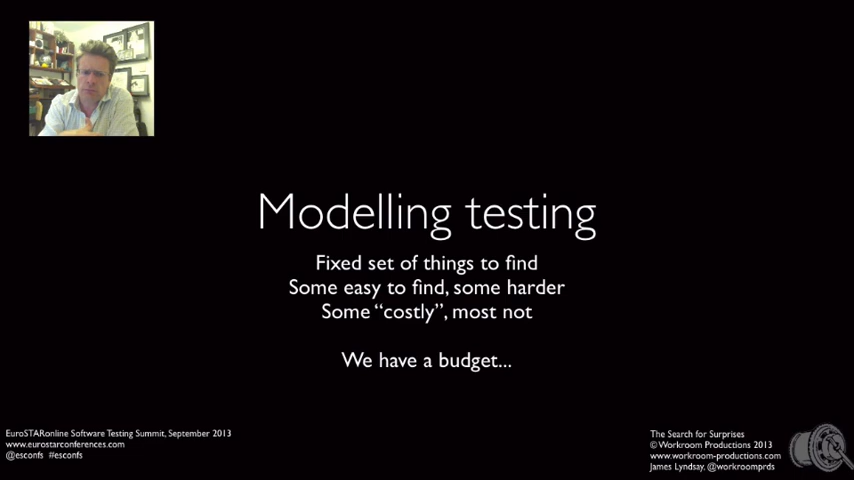 Modelling testing
Fixed set of things to find
Some easy to find, some harder
Some “costly”, most not
We have a budget...
EuroSTARonline Software Testing Summit, September 2013
www.eurostarconferences.com
@esconfs #esconfs
The Search for Surprises
© Workroom Productions 2013
www.workroom-productions.com
James Lyndsay, @workroomprds